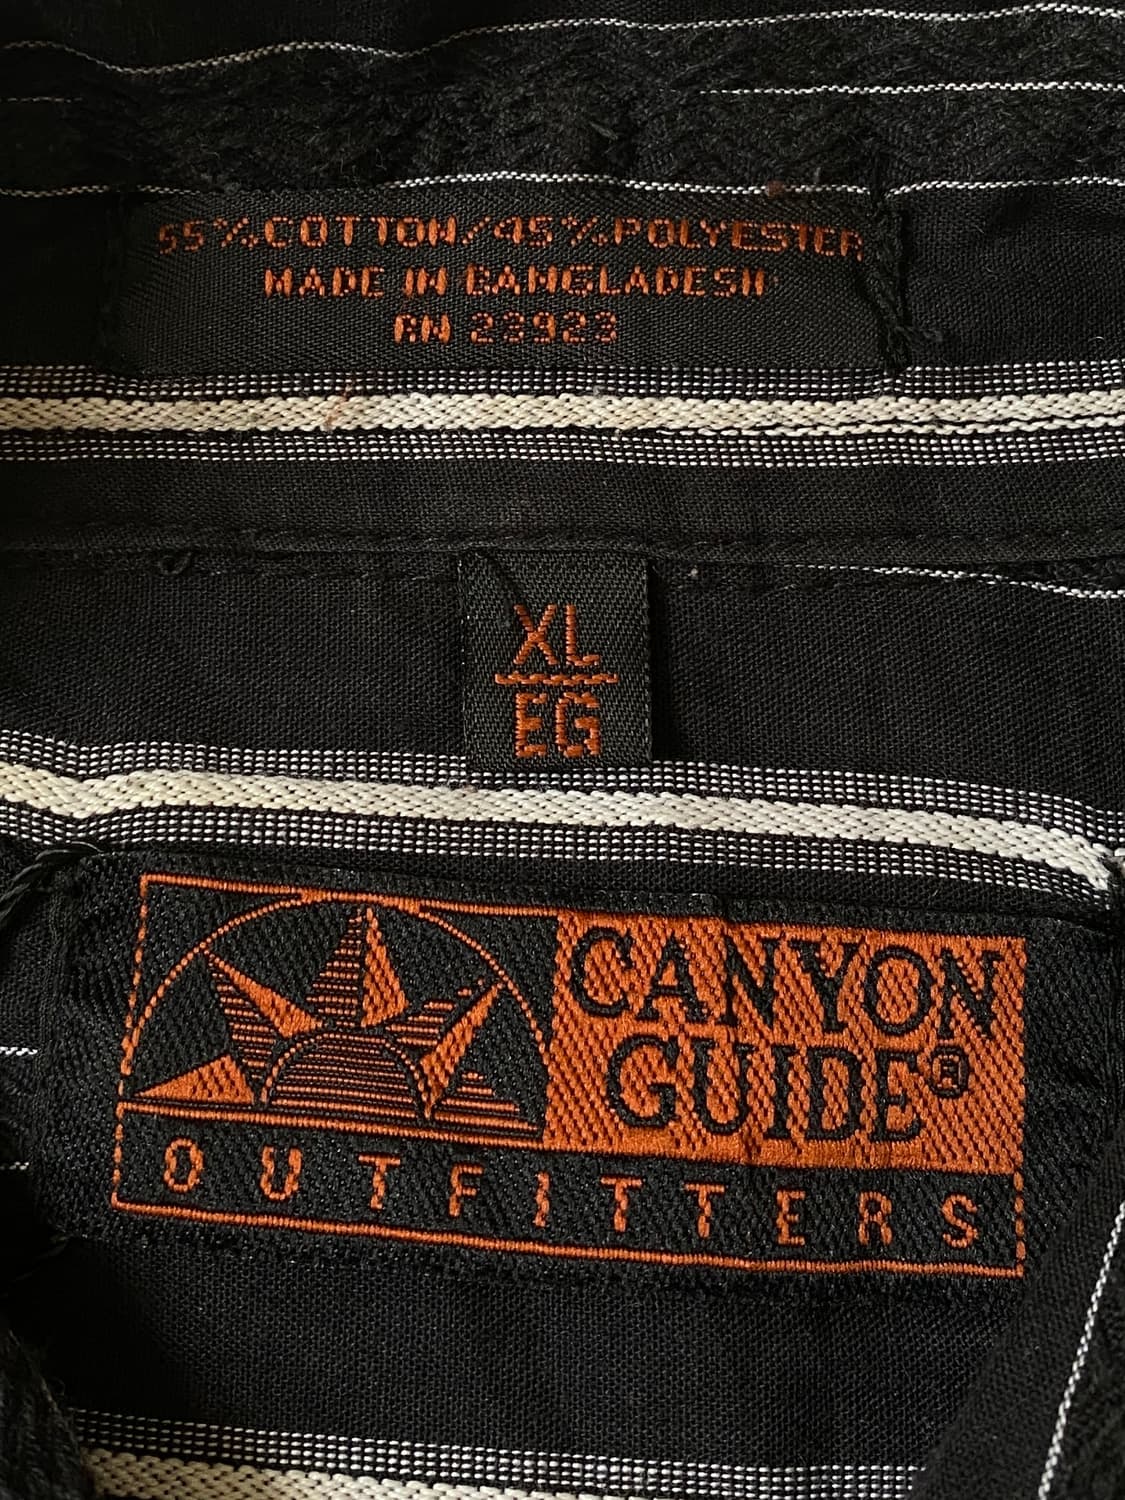 55%COTTON/45%POLYESTER
MADE IN BANGLADESH
RN 23923
XL
EG
CANYON
GUIDE®
OUTFITTERS